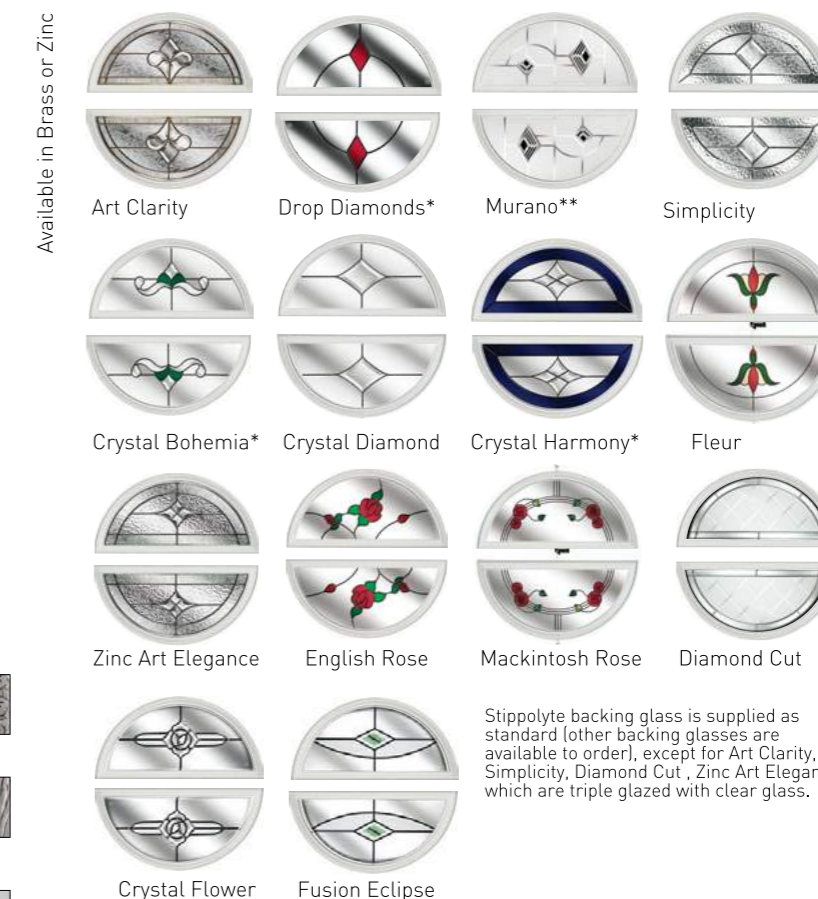 Available in Brass or Zinc
Art Clarity
Drop Diamonds*
Murano**
Simplicity
Crystal Bohemia*
Crystal Diamond
Crystal Harmony*
Fleur
Zinc Art Elegance
English Rose
Mackintosh Rose
Diamond Cut
Stippolyte backing glass is supplied as
standard (other backing glasses are
available to order), except for Art Clarity,
Simplicity, Diamond Cut , Zinc Art
which are triple glazed with clear glass.
Crystal Flower
Fusion Eclipse